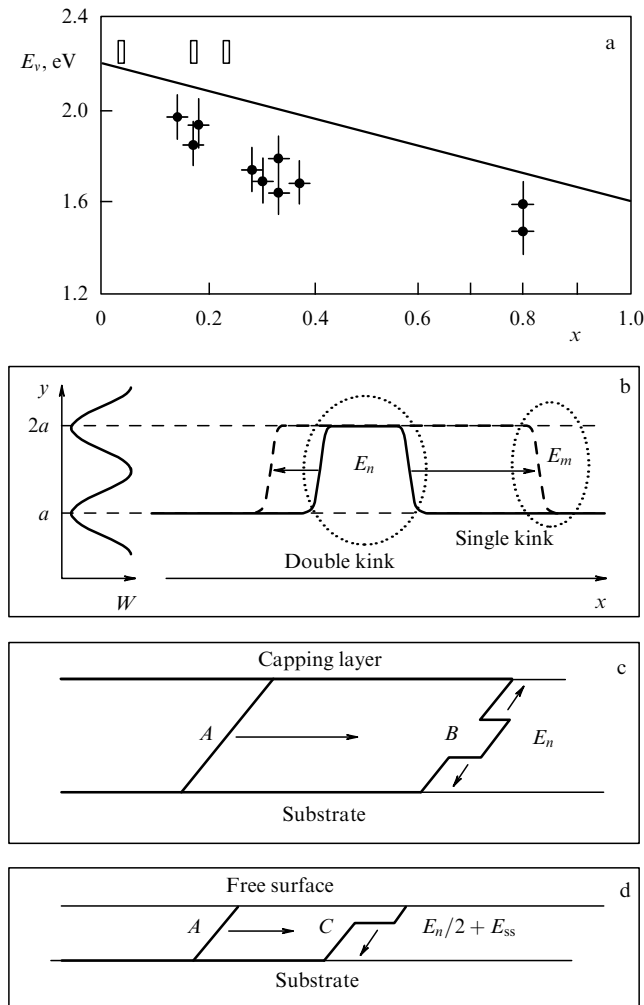 2.4
a
E_v, eV
2.0
1.6
1.2
0 0.2 0.4 0.6 0.8 1.0
x
y
b
2a
E_n
E_m
a
Single kink
Double kink
W
x
Capping layer
c
A
B
E_n
Substrate
Free surface
d
A
C
E_n/2 + E_ss
Substrate